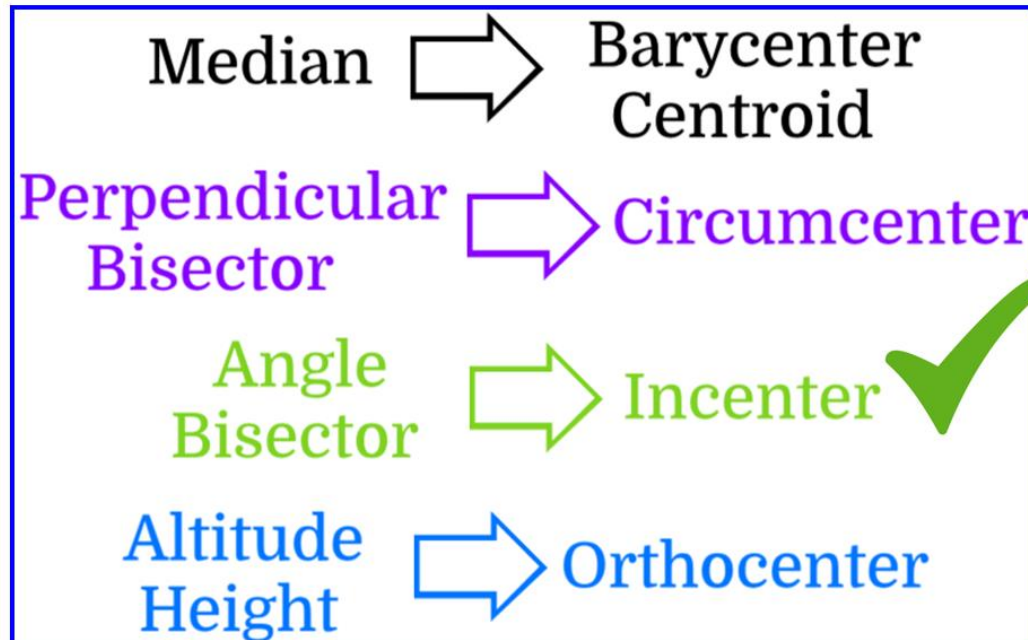 Median
Barycenter
Centroid
Perpendicular
Bisector
Circumcenter
Angle
Bisector
Incenter
Altitude
Height
Orthocenter